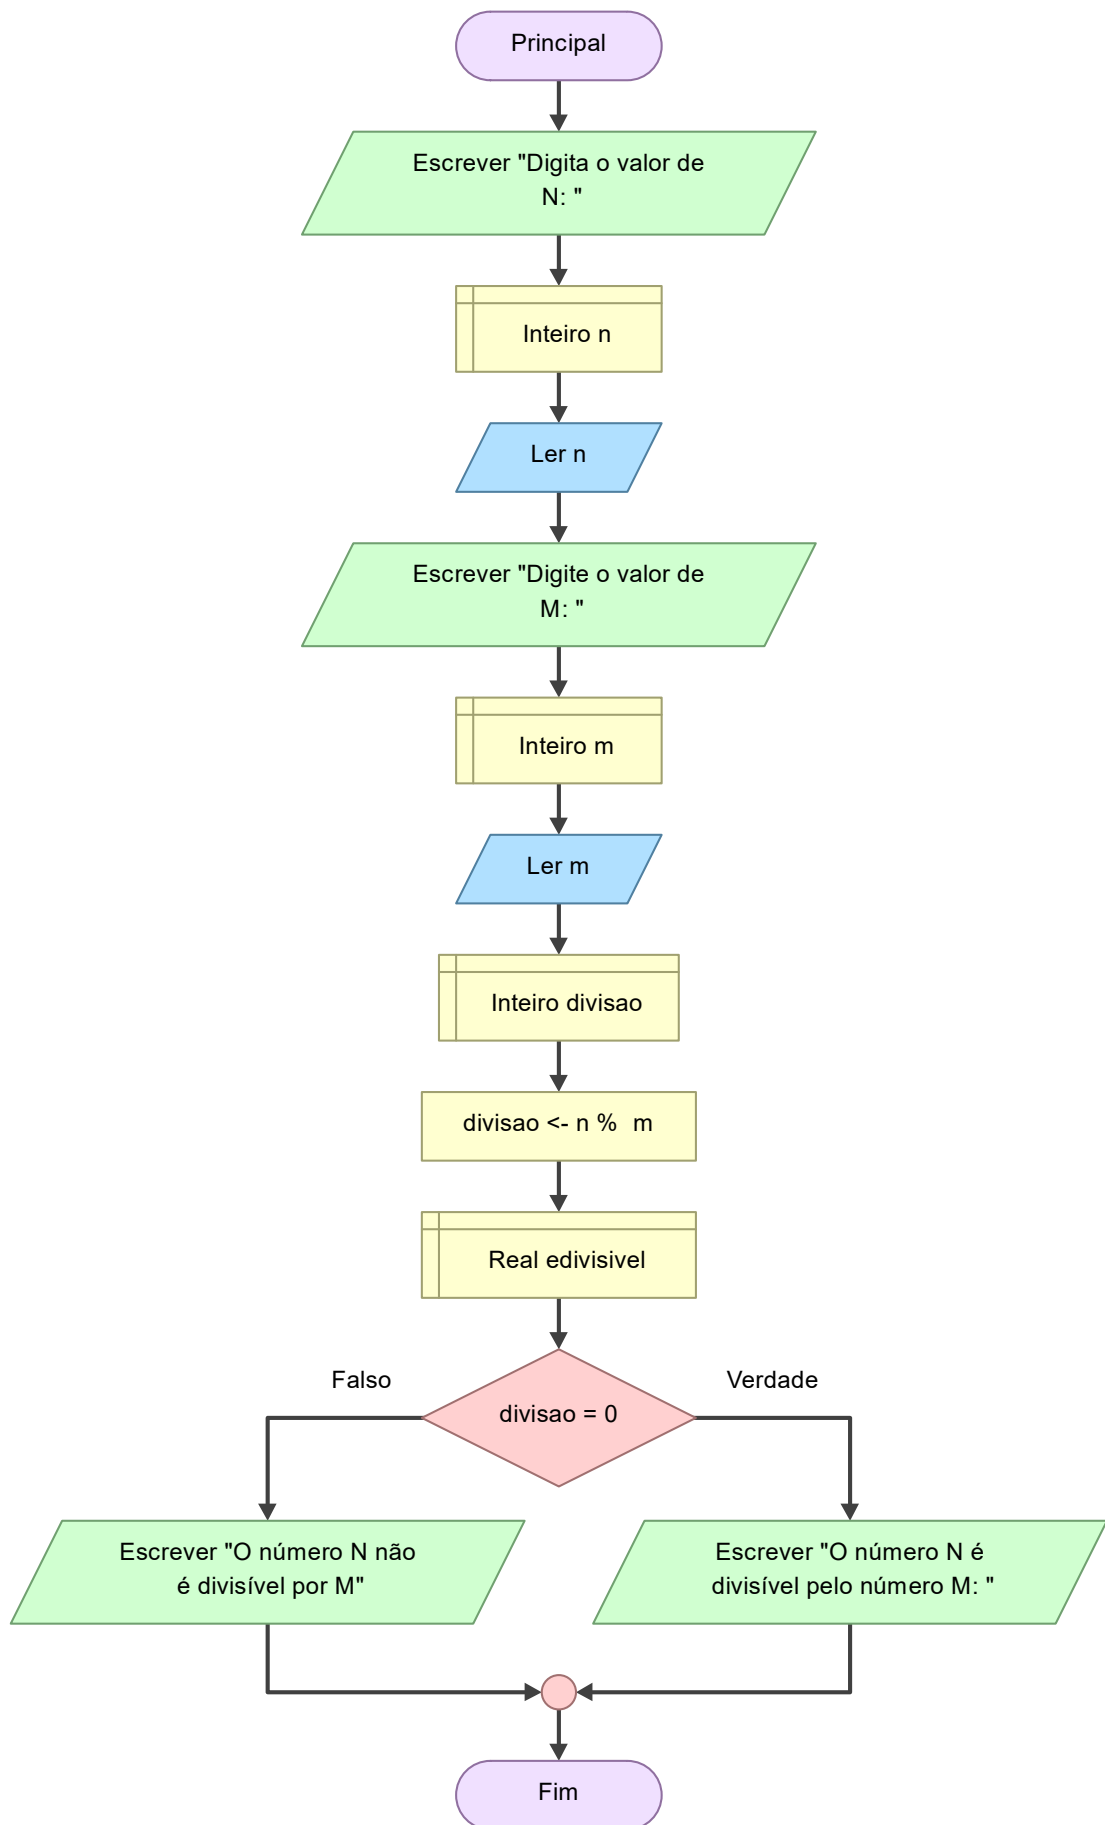 Principal
Escrever "Digita o valor de
N: "
Inteiro n
Ler n
Escrever "Digite o valor de
M: "
Inteiro m
Ler m
Inteiro divisao
divisao <- n %  m
Real edivisivel
Falso
Verdade
divisao = 0
Escrever "O número N não
é divisível por M"
Escrever "O número N é
divisível pelo número M: "
Fim